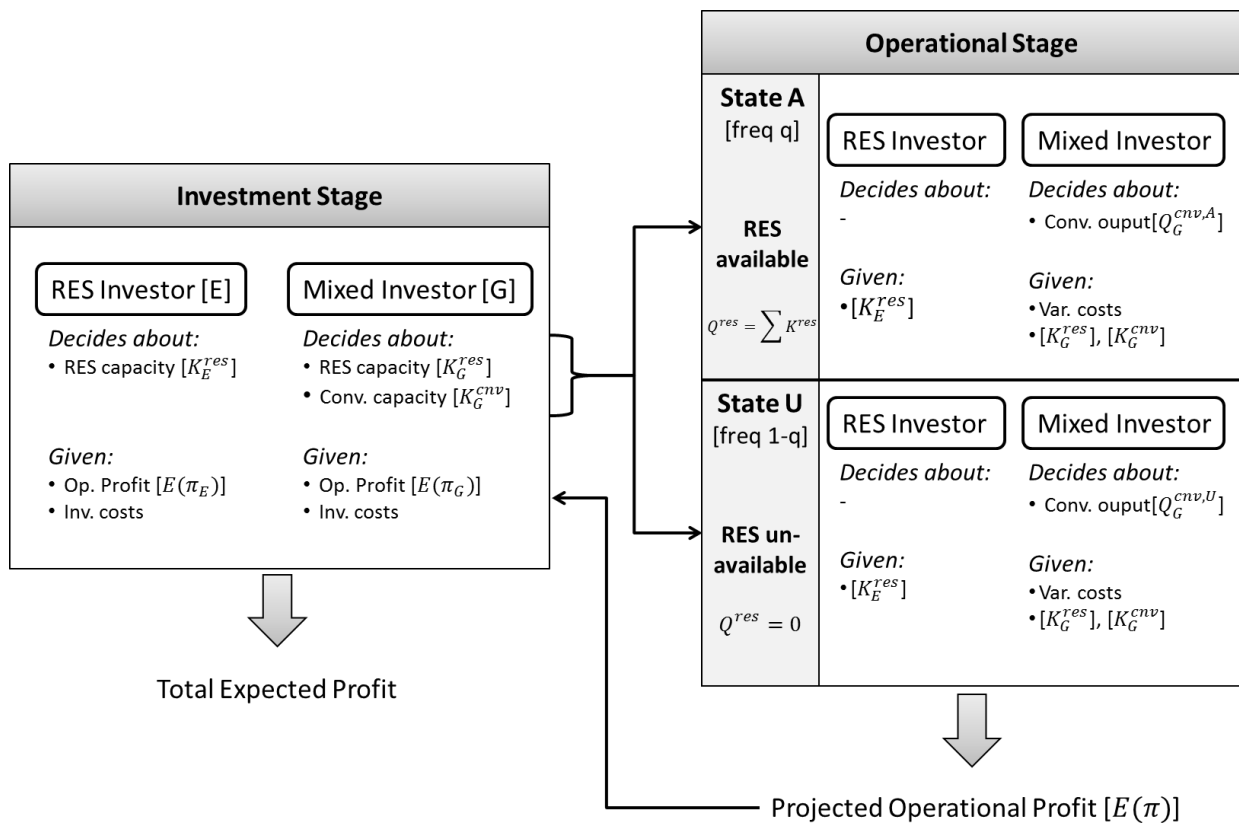 Investment Stage
RES Investor [E]
Decides about:
• RES capacity [$K_E^{res}$]
Given:
• Op. Profit [$E(\pi_E)$]
• Inv. costs
Mixed Investor [G]
Decides about:
• RES capacity [$K_G^{res}$]
• Conv. capacity [$K_G^{cnv}$]
Given:
• Op. Profit [$E(\pi_G)$]
• Inv. costs
Total Expected Profit
Operational Stage
State A
[freq q]
RES
available
$Q^{res} = \sum K^{res}$
RES Investor
Decides about:
-
Given:
•[$K_E^{res}$]
Mixed Investor
Decides about:
• Conv. ouput[$Q_G^{cnv,A}$]
Given:
•Var. costs
•[$K_G^{res}$], [$K_G^{cnv}$]
State U
[freq 1-q]
RES un-
available
$Q^{res} = 0$
RES Investor
Decides about:
-
Given:
•[$K_E^{res}$]
Mixed Investor
Decides about:
• Conv. ouput[$Q_G^{cnv,U}$]
Given:
•Var. costs
•[$K_G^{res}$], [$K_G^{cnv}$]
Projected Operational Profit [$E(\pi)$]